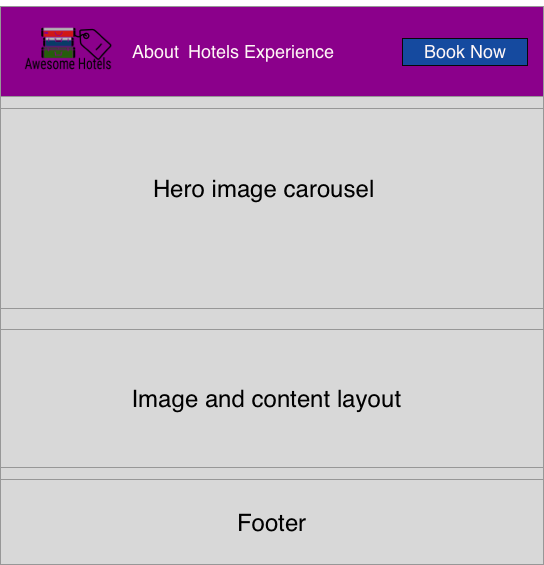 Awesome Hotels
About Hotels Experience
Book Now
Hero image carousel
Image and content layout
Footer